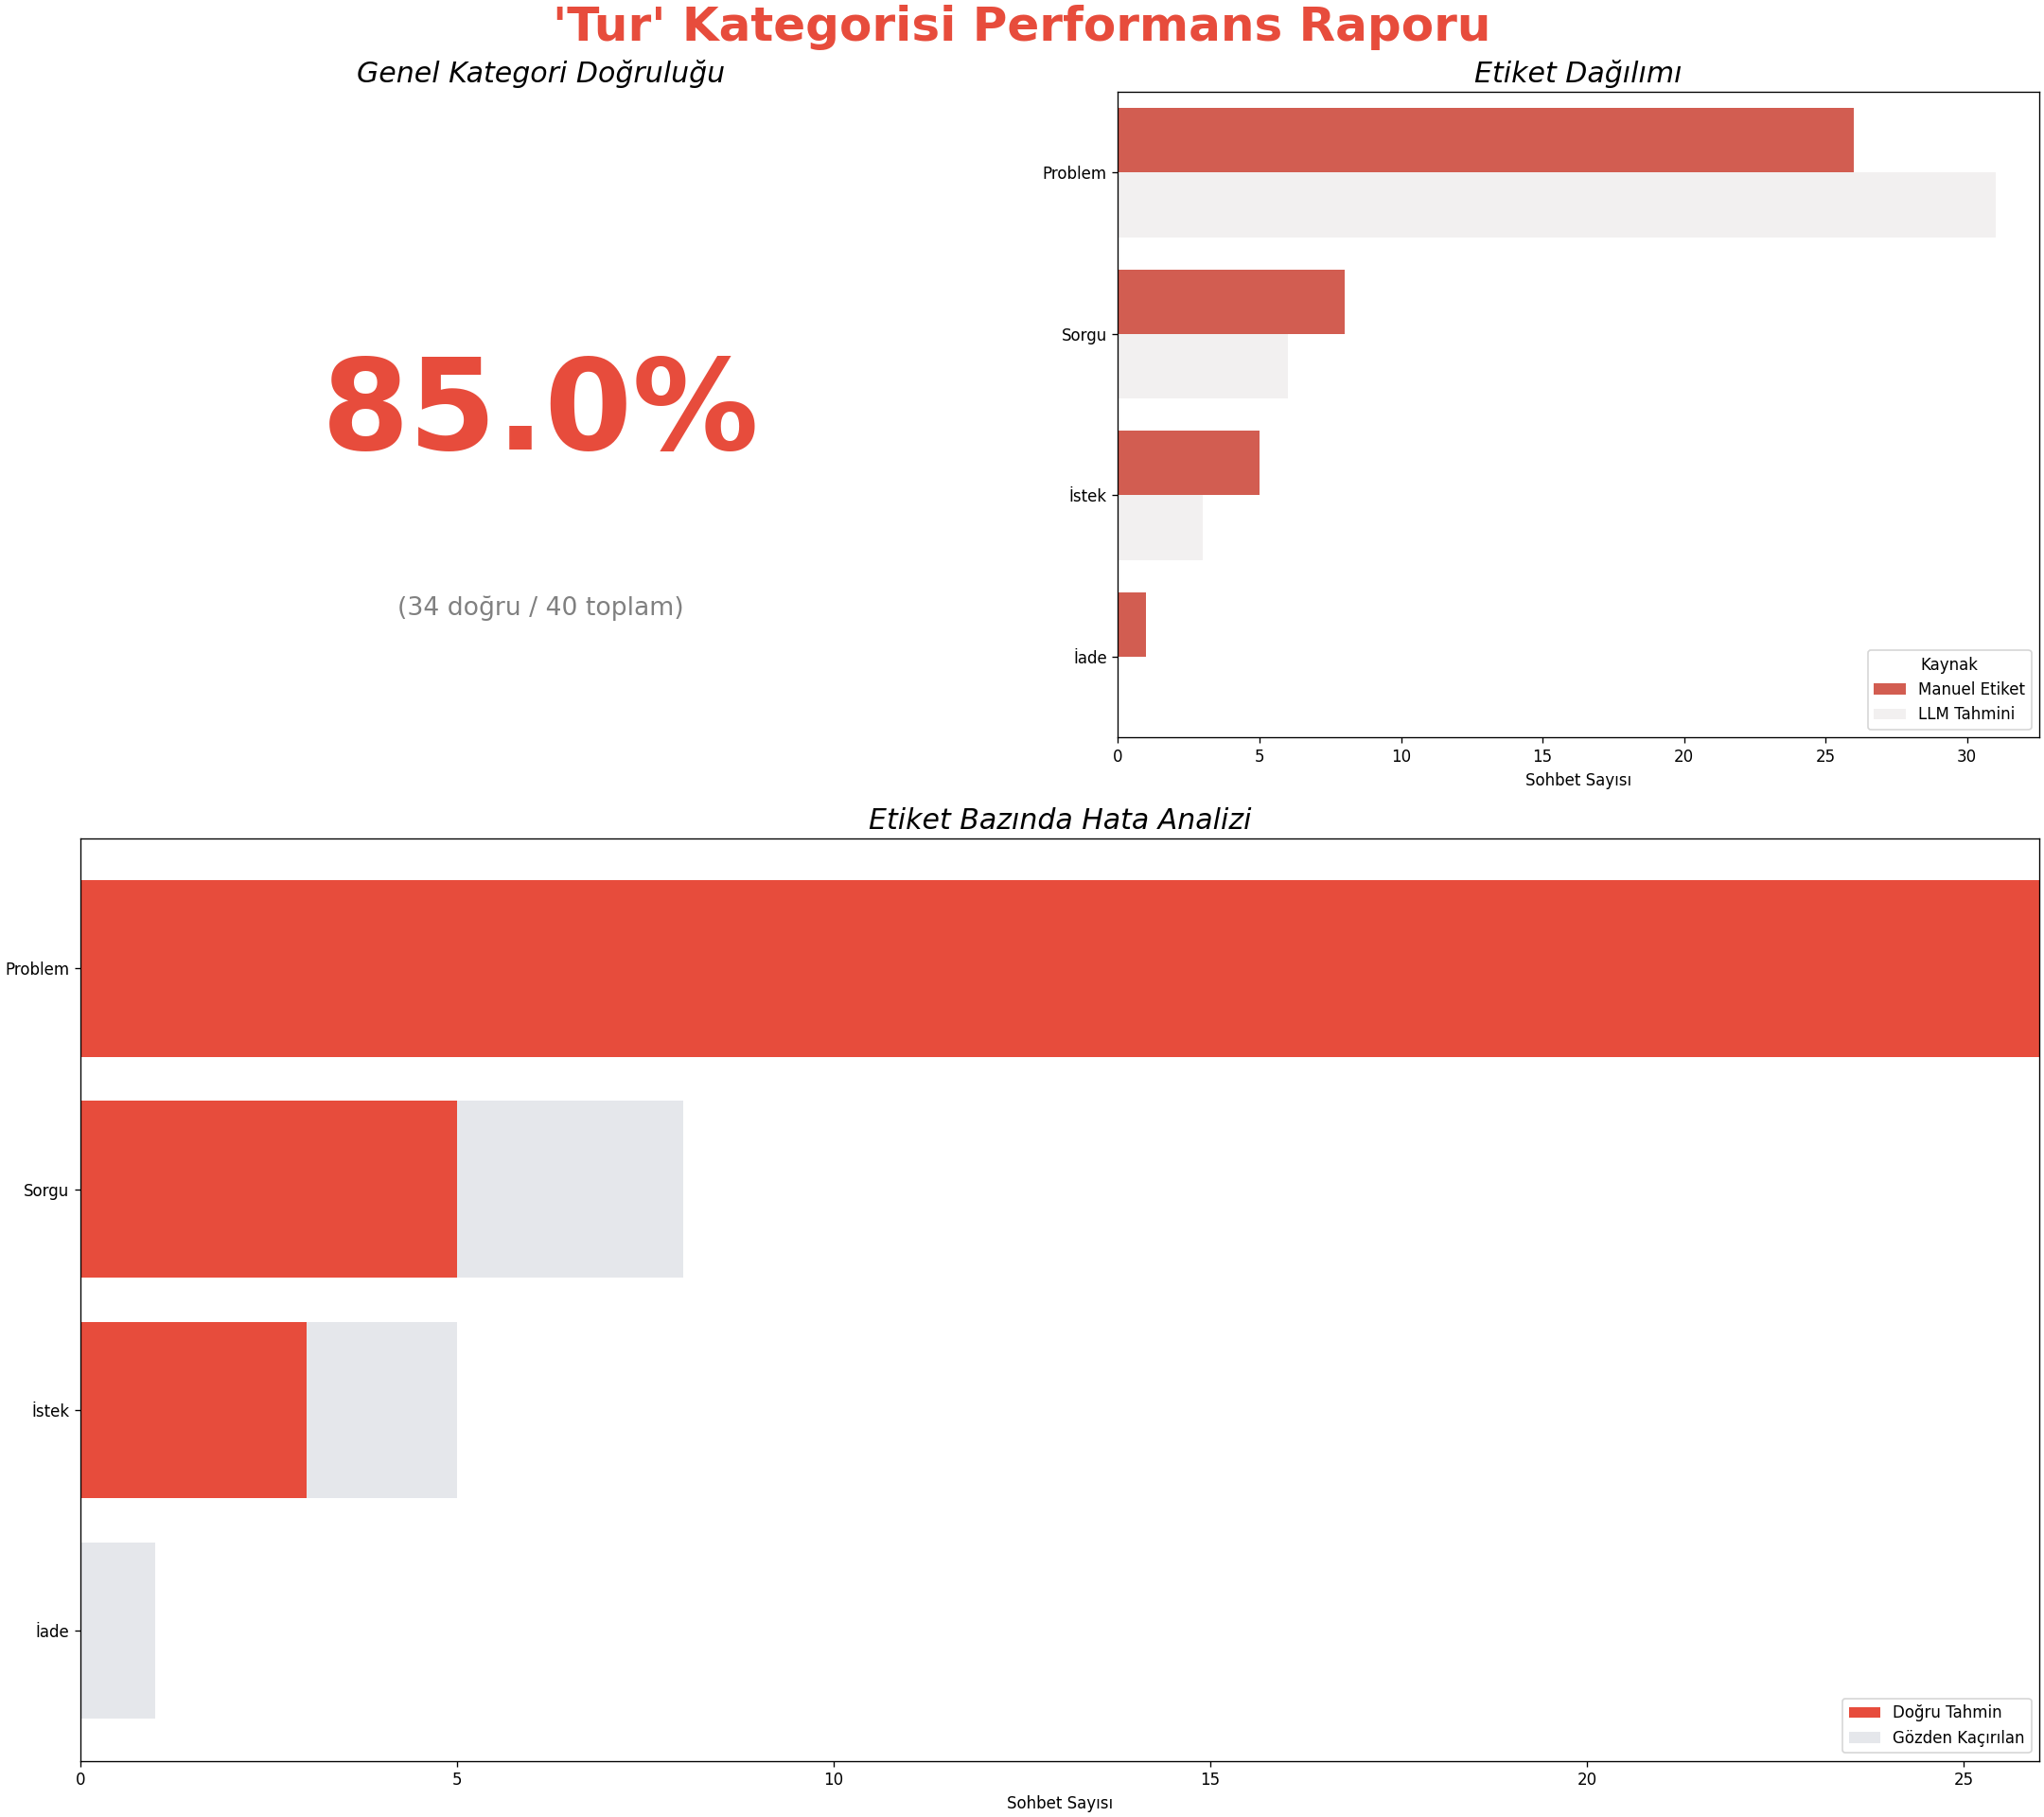 'Tur' Kategorisi Performans Raporu
Genel Kategori Doğruluğu
85.0%
(34 doğru / 40 toplam)
Etiket Dağılımı
Problem
Sorgu
İstek
İade
Kaynak
Manuel Etiket
LLM Tahmini
0 5 10 15 20 25 30
Sohbet Sayısı
Etiket Bazında Hata Analizi
Problem
Sorgu
İstek
İade
Doğru Tahmin
Gözden Kaçırılan
0 5 10 15 20 25
Sohbet Sayısı